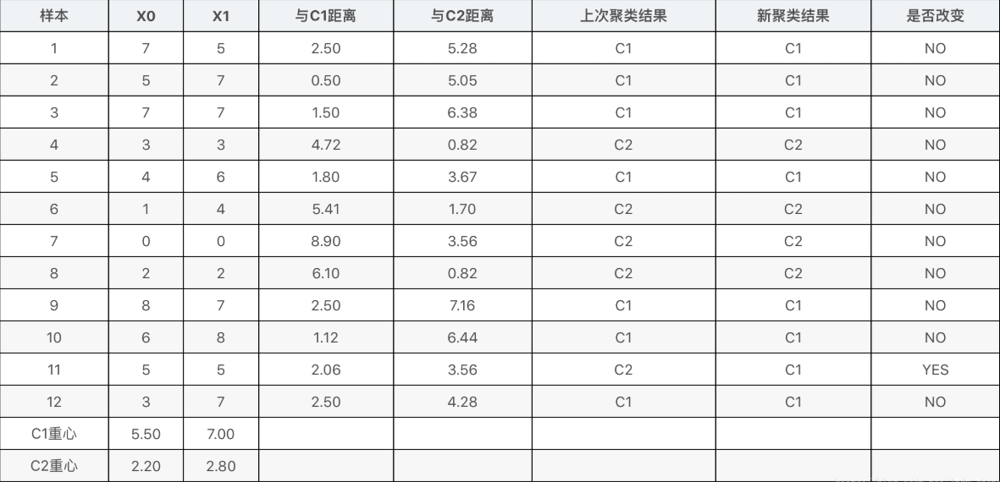 样本 X0 X1 与C1距离 与C2距离 上次聚类结果 新聚类结果 是否改变
1 7 5 2.50 5.28 C1 C1 NO
2 5 7 0.50 5.05 C1 C1 NO
3 7 7 1.50 6.38 C1 C1 NO
4 3 3 4.72 0.82 C2 C2 NO
5 4 6 1.80 3.67 C1 C1 NO
6 1 4 5.41 1.70 C2 C2 NO
7 0 0 8.90 3.56 C2 C2 NO
8 2 2 6.10 0.82 C2 C2 NO
9 8 7 2.50 7.16 C1 C1 NO
10 6 8 1.12 6.44 C1 C1 NO
11 5 5 2.06 3.56 C2 C1 YES
12 3 7 2.50 4.28 C1 C1 NO
C1重心 5.50 7.00
C2重心 2.20 2.80